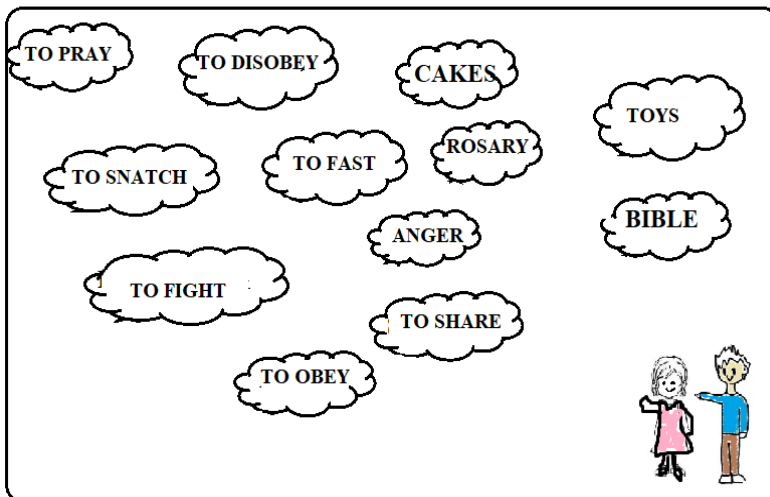 TO PRAY
TO DISOBEY
CAKES
TOYS
TO SNATCH
TO FAST
ROSARY
BIBLE
ANGER
TO FIGHT
TO SHARE
TO OBEY